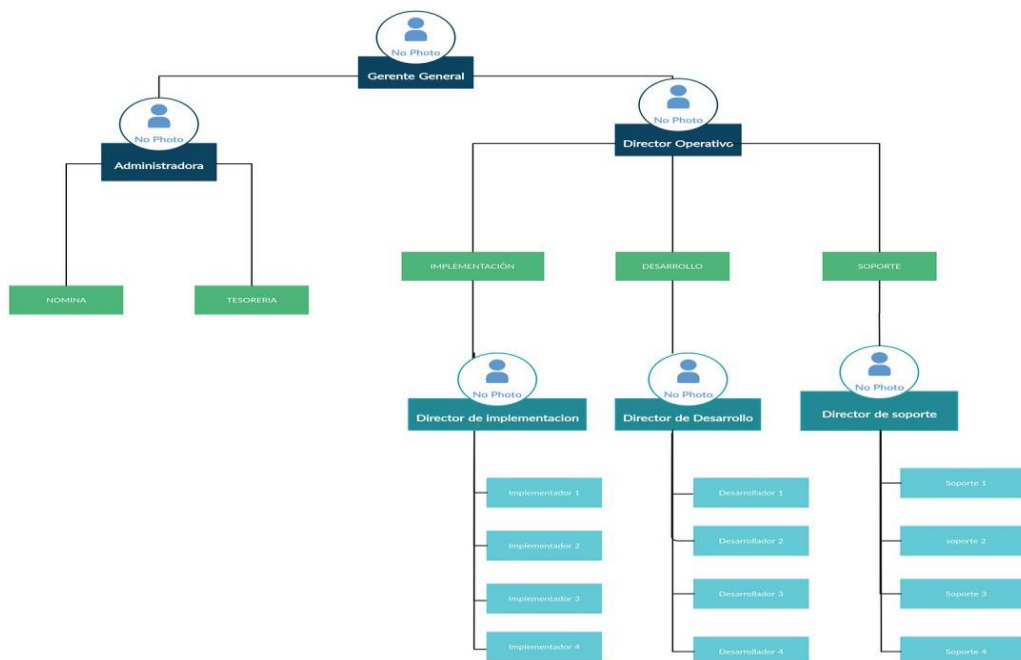 No Photo
Gerente General
No Photo
Administradora
No Photo
Director Operativo
NOMINA
TESORERIA
IMPLEMENTACIÓN
DESARROLLO
SOPORTE
No Photo
Director de implementacion
No Photo
Director de Desarrollo
No Photo
Director de soporte
Implementador 1
Implementador 2
Implementador 3
Implementador 4
Desarrollador 1
Desarrollador 2
Desarrollador 3
Desarrollador 4
Soporte 1
soporte 2
Soporte 3
Soporte 4